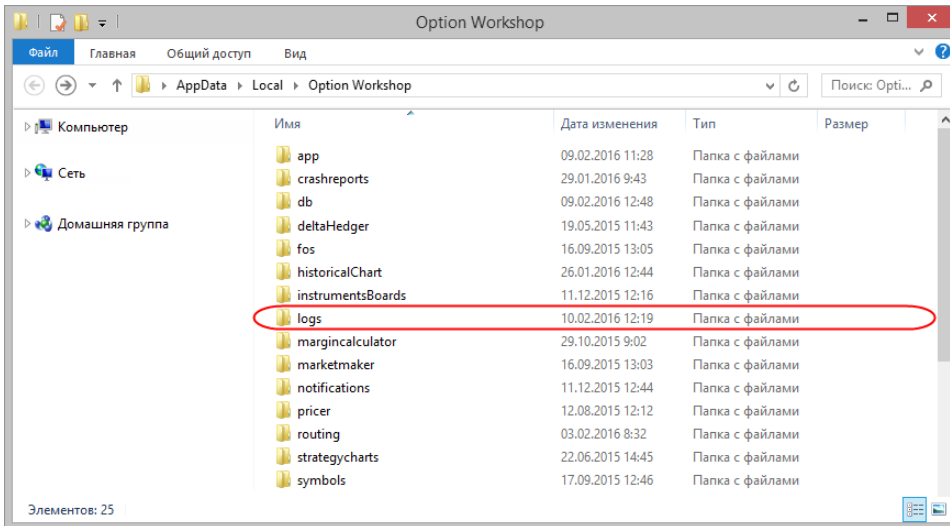 Option Workshop
Файл Главная Общий доступ Вид
AppData Local Option Workshop Поиск: Opti...
Компьютер
Сеть
Домашняя группа
Имя Дата изменения Тип Размер
app 09.02.2016 11:28 Папка с файлами
crashreports 29.01.2016 9:43 Папка с файлами
db 09.02.2016 12:48 Папка с файлами
deltaHedger 19.05.2015 11:43 Папка с файлами
fos 16.09.2015 13:05 Папка с файлами
historicalChart 26.01.2016 12:44 Папка с файлами
instrumentsBoards 11.12.2015 12:16 Папка с файлами
logs 10.02.2016 12:19 Папка с файлами
margincalculator 29.10.2015 9:02 Папка с файлами
marketmaker 16.09.2015 13:03 Папка с файлами
notifications 11.12.2015 12:44 Папка с файлами
pricer 12.08.2015 12:12 Папка с файлами
routing 03.02.2016 8:32 Папка с файлами
strategycharts 22.06.2015 14:45 Папка с файлами
symbols 17.09.2015 12:46 Папка с файлами
Элементов: 25